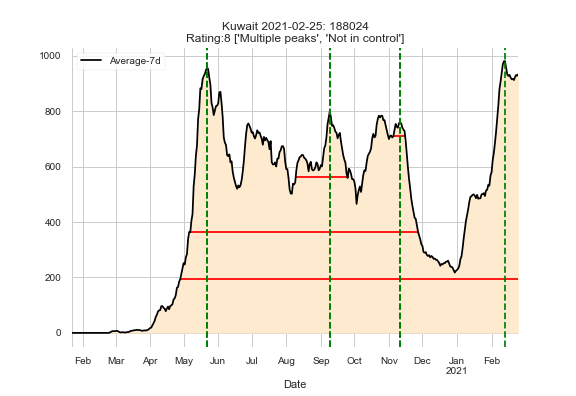 Kuwait 2021-02-25: 188024
Rating:8 ['Multiple peaks', 'Not in control']
Average-7d
1000
800
600
400
200
0
Feb Mar Apr May Jun Jul Aug Sep Oct Nov Dec Jan Feb
2021
Date